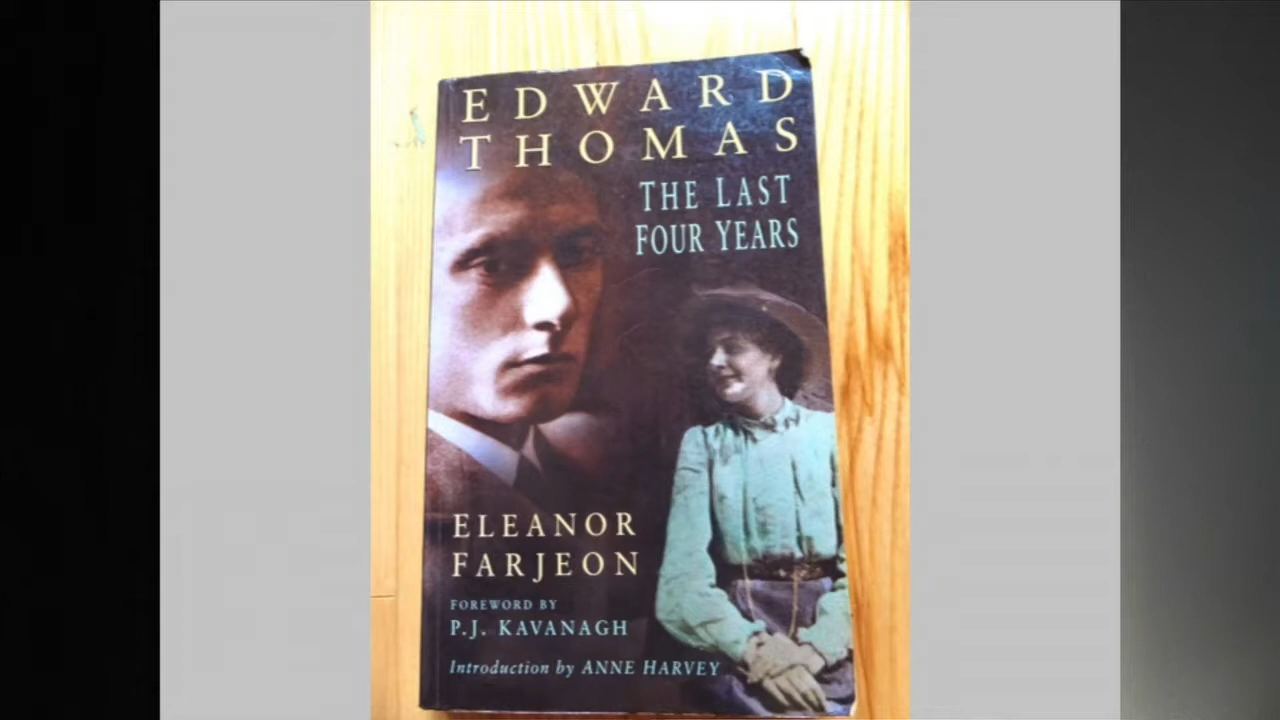 EDWARD
THOMAS
THE LAST
FOUR YEARS
ELEANOR
FARJEON
FOREWORD BY
P.J. KAVANAGH
Introduction by ANNE HARVEY